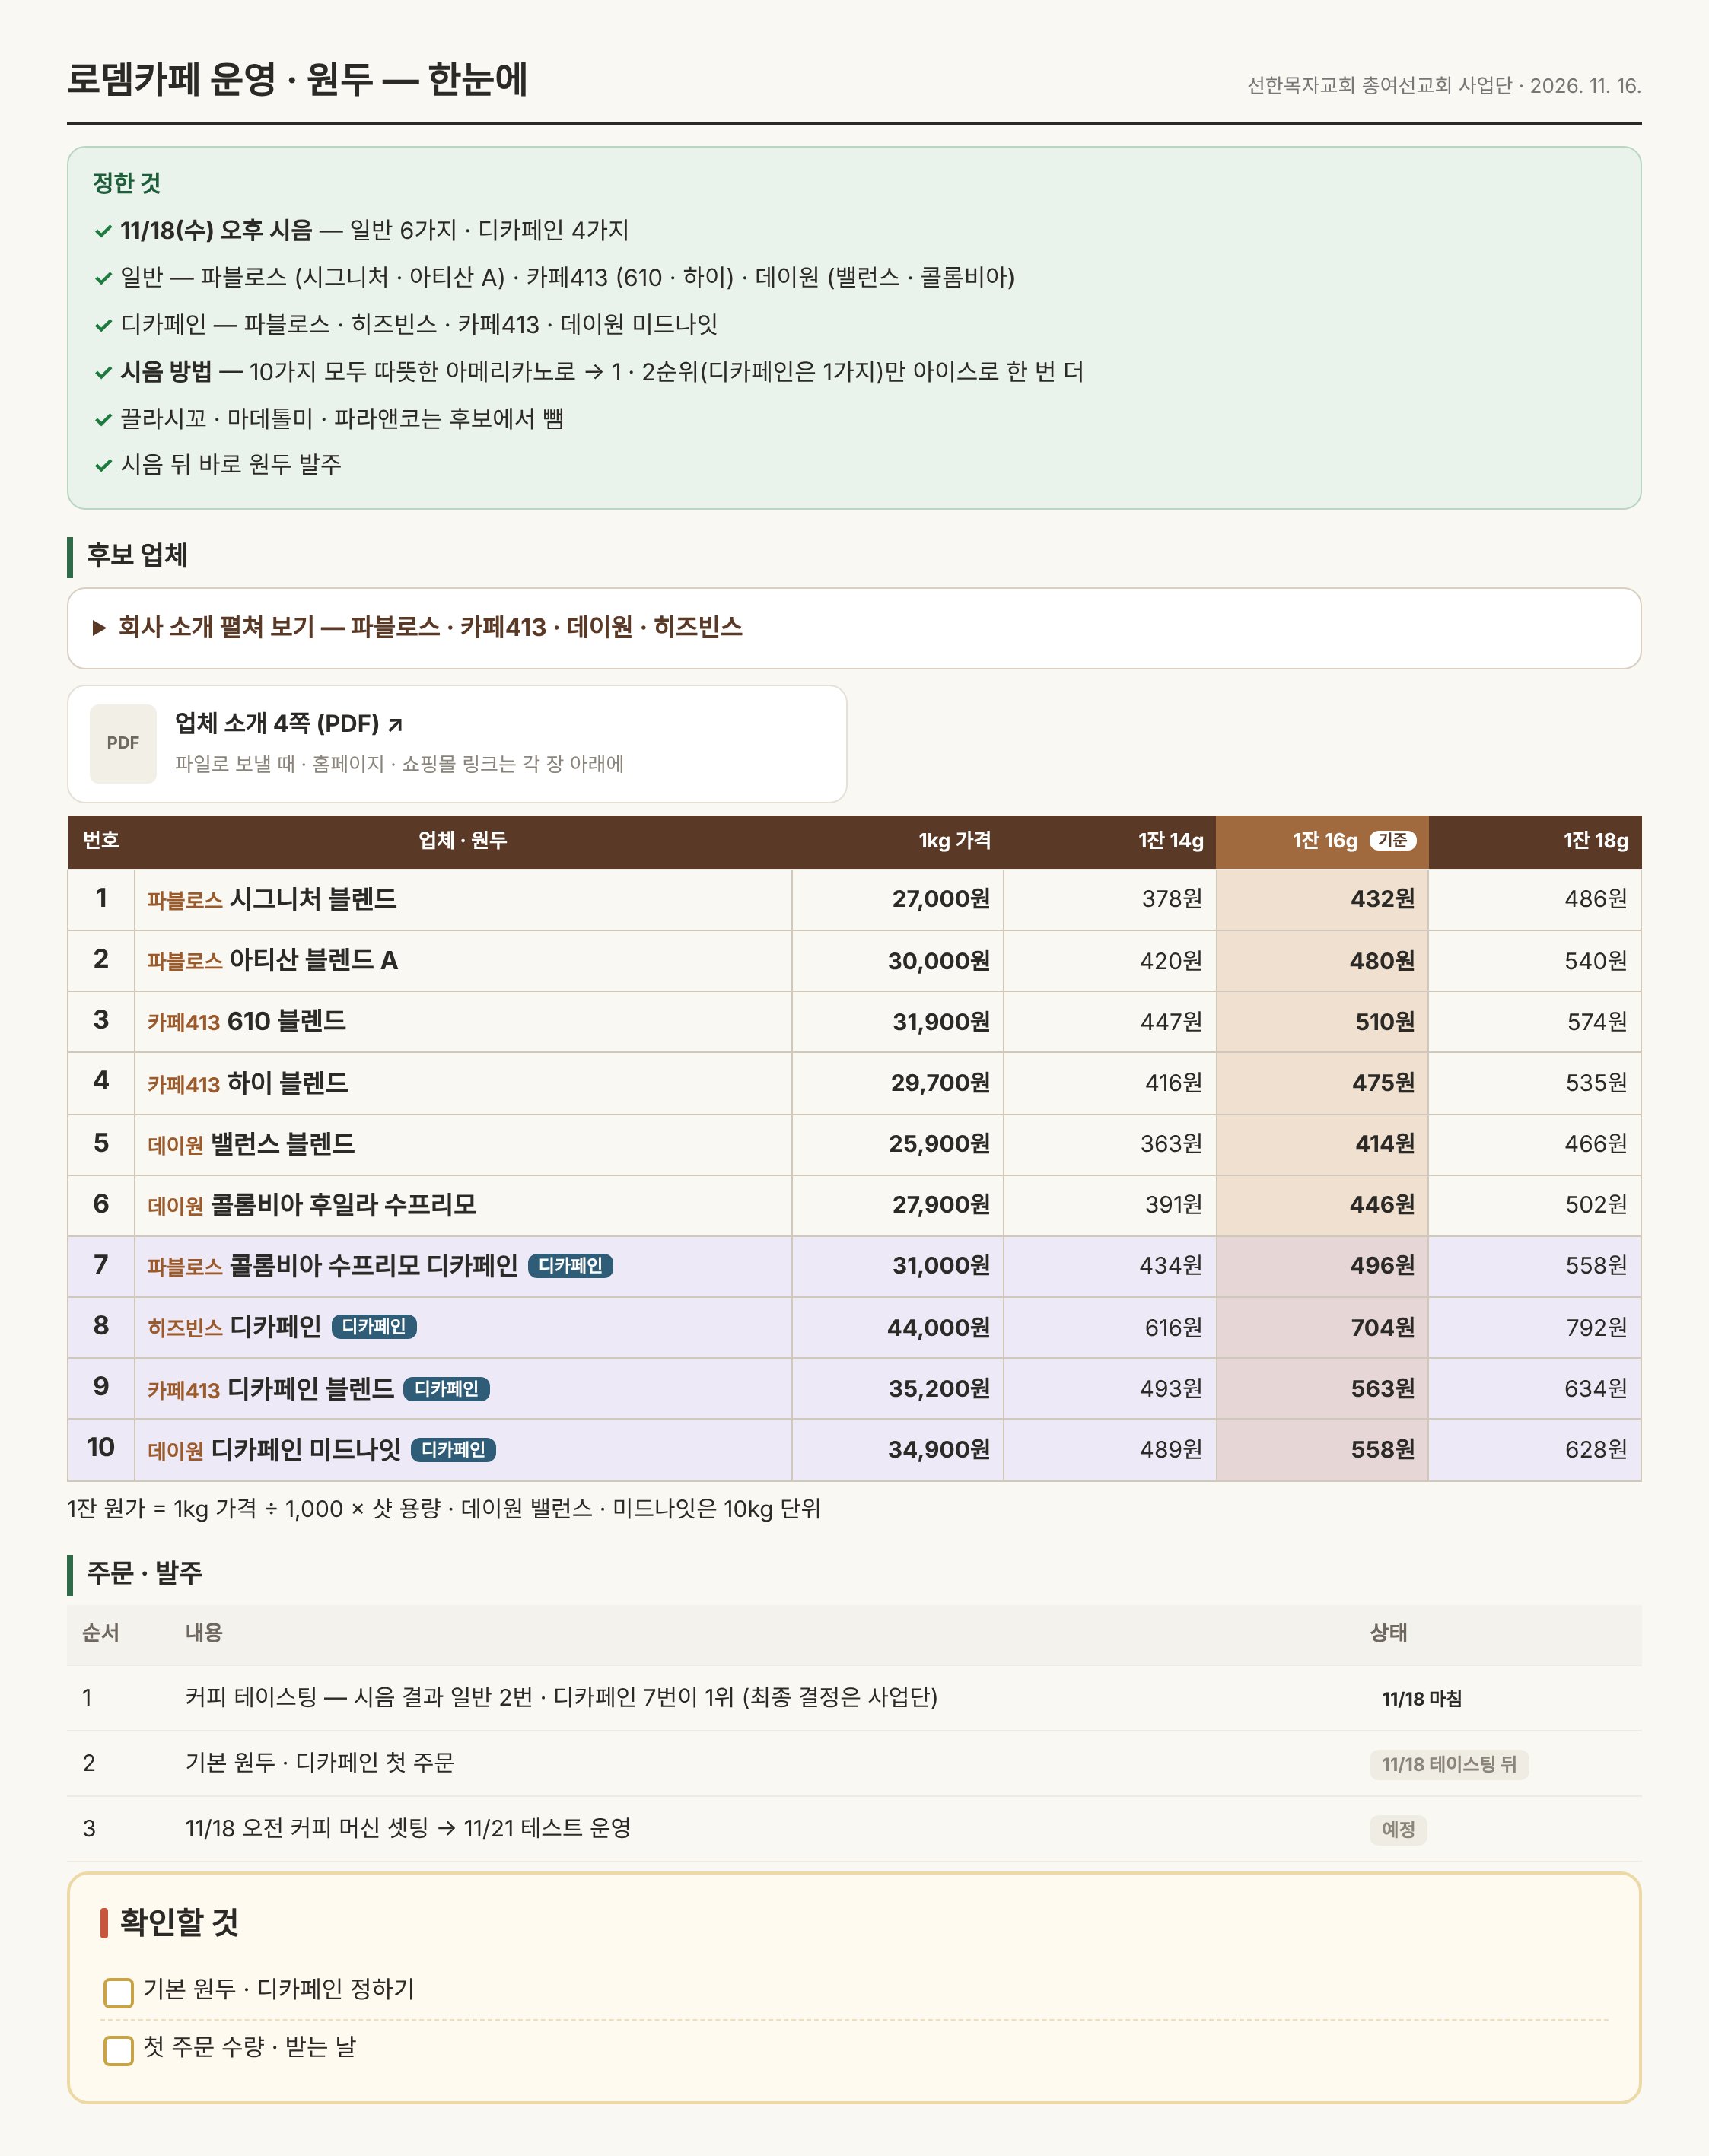 로뎀카페 운영 · 원두 — 한눈에
선한목자교회 총여선교회 사업단 · 2026. 11. 16.
정한 것
✓ 11/18(수) 오후 시음 — 일반 6가지 · 디카페인 4가지
✓ 일반 — 파블로스 (시그니처 · 아티산 A) · 카페413 (610 · 하이) · 데이원 (밸런스 · 콜롬비아)
✓ 디카페인 — 파블로스 · 히즈빈스 · 카페413 · 데이원 미드나잇
✓ 시음 방법 — 10가지 모두 따뜻한 아메리카노로 → 1 · 2순위(디카페인은 1가지)만 아이스로 한 번 더
✓ 끌라시꼬 · 마데톨미 · 파라앤코는 후보에서 뺌
✓ 시음 뒤 바로 원두 발주
후보 업체
▶ 회사 소개 펼쳐 보기 — 파블로스 · 카페413 · 데이원 · 히즈빈스
PDF
업체 소개 4쪽 (PDF) ↗
파일로 보낼 때 · 홈페이지 · 쇼핑몰 링크는 각 장 아래에
번호 업체 · 원두 1kg 가격 1잔 14g 1잔 16g 기준 1잔 18g
1 파블로스 시그니처 블렌드 27,000원 378원 432원 486원
2 파블로스 아티산 블렌드 A 30,000원 420원 480원 540원
3 카페413 610 블렌드 31,900원 447원 510원 574원
4 카페413 하이 블렌드 29,700원 416원 475원 535원
5 데이원 밸런스 블렌드 25,900원 363원 414원 466원
6 데이원 콜롬비아 후일라 수프리모 27,900원 391원 446원 502원
7 파블로스 콜롬비아 수프리모 디카페인 디카페인 31,000원 434원 496원 558원
8 히즈빈스 디카페인 디카페인 44,000원 616원 704원 792원
9 카페413 디카페인 블렌드 디카페인 35,200원 493원 563원 634원
10 데이원 디카페인 미드나잇 디카페인 34,900원 489원 558원 628원
1잔 원가 = 1kg 가격 ÷ 1,000 × 샷 용량 · 데이원 밸런스 · 미드나잇은 10kg 단위
주문 · 발주
순서 내용 상태
1 커피 테이스팅 — 시음 결과 일반 2번 · 디카페인 7번이 1위 (최종 결정은 사업단) 11/18 마침
2 기본 원두 · 디카페인 첫 주문 11/18 테이스팅 뒤
3 11/18 오전 커피 머신 셋팅 → 11/21 테스트 운영 예정
확인할 것
기본 원두 · 디카페인 정하기
첫 주문 수량 · 받는 날